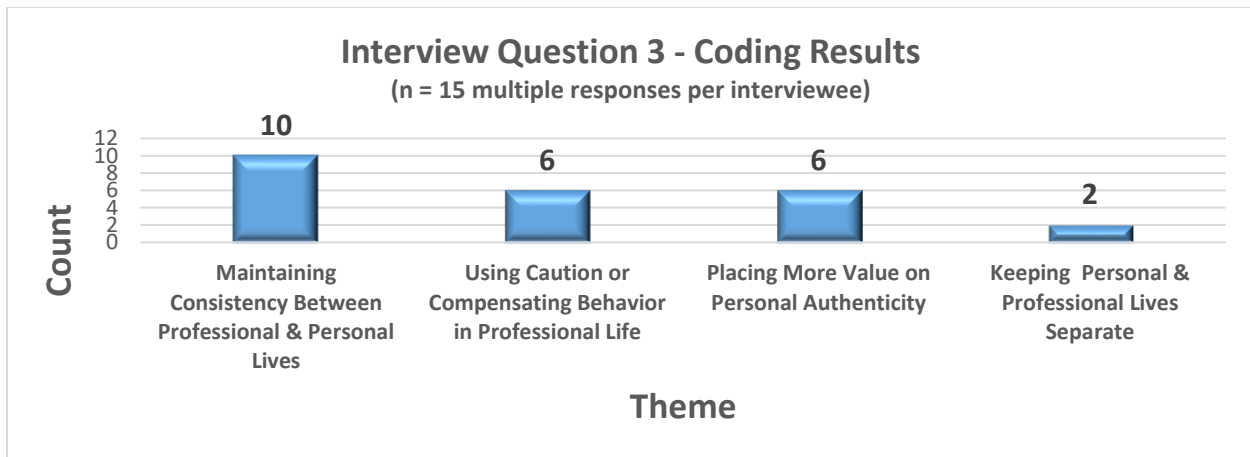 Interview Question 3 - Coding Results
(n = 15 multiple responses per interviewee)
Count
12
10
8
6
4
2
0
10
6
6
2
Maintaining
Consistency Between
Professional & Personal
Lives
Using Caution or
Compensating Behavior
in Professional Life
Placing More Value on
Personal Authenticity
Keeping Personal &
Professional Lives
Separate
Theme